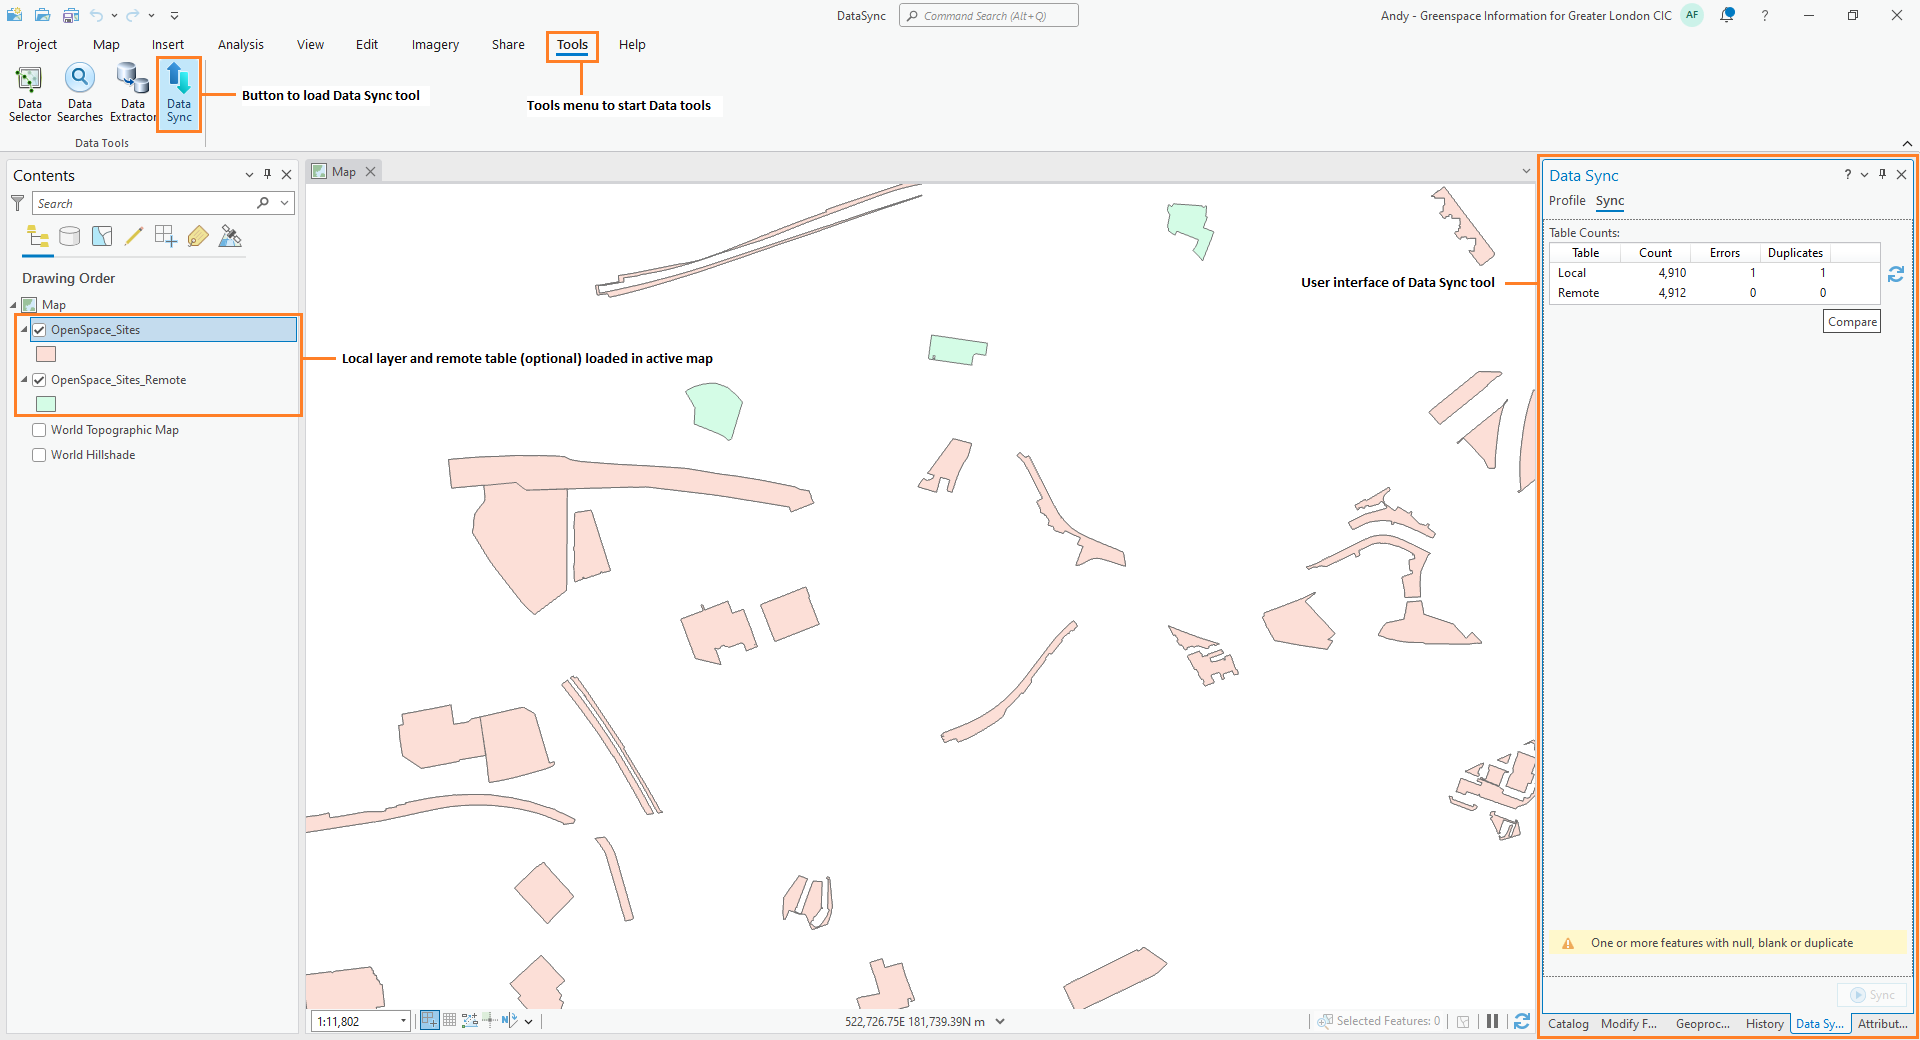 DataSync
Command Search (Alt+Q)
Andy - Greenspace Information for Greater London CIC
AF
?
Project
Map
Insert
Analysis
View
Edit
Imagery
Share
Tools
Help
Data
Selector
Data
Searches
Data
Extractor
Data
Sync
Data Tools
Button to load Data Sync tool
Tools menu to start Data tools
Contents
Search
Drawing Order
Map
OpenSpace_Sites
OpenSpace_Sites_Remote
World Topographic Map
World Hillshade
Map
Local layer and remote table (optional) loaded in active map
User interface of Data Sync tool
1:11,802
522,726.75E 181,739.39N m
Selected Features: 0
Data Sync
?
Profile
Sync
Table Counts:
Table Count Errors Duplicates
Local 4,910 1 1
Remote 4,912 0 0
Compare
One or more features with null, blank or duplicate
Sync
Catalog
Modify F...
Geoproc...
History
Data Sy...
Attribut...